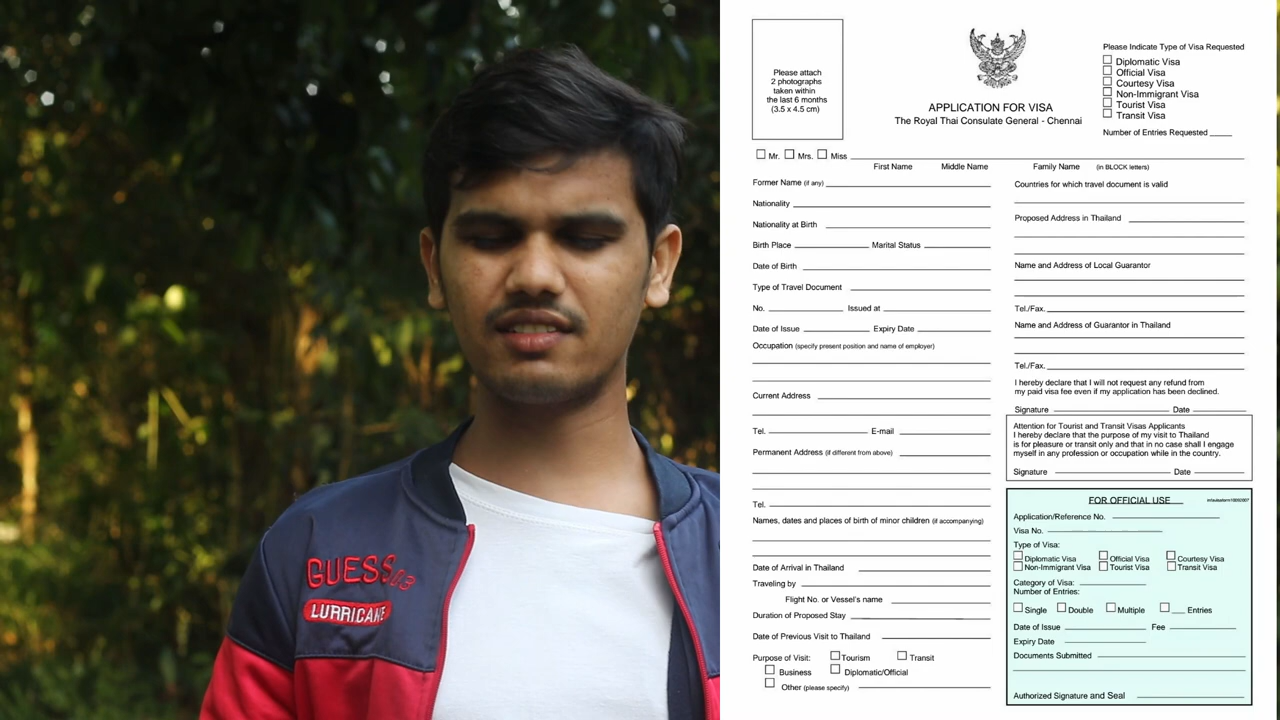 GUESS
LURRICANE
Please attach
2 photographs
taken within
the last 6 months
(3.5 x 4.5 cm)
APPLICATION FOR VISA
The Royal Thai Consulate General - Chennai
Please Indicate Type of Visa Requested
Diplomatic Visa
Official Visa
Courtesy Visa
Non-Immigrant Visa
Tourist Visa
Transit Visa
Number of Entries Requested
Mr. Mrs. Miss
First Name Middle Name Family Name (in BLOCK letters)
Former Name (if any)
Nationality
Nationality at Birth
Birth Place Marital Status
Date of Birth
Type of Travel Document
No. Issued at
Date of Issue Expiry Date
Occupation (specify present position and name of employer)
Current Address
Tel. E-mail
Permanent Address (if different from above)
Tel.
Names, dates and places of birth of minor children (if accompanying)
Date of Arrival in Thailand
Traveling by
Flight No. or Vessel's name
Duration of Proposed Stay
Date of Previous Visit to Thailand
Purpose of Visit: Tourism Transit
Business Diplomatic/Official
Other (please specify)
Countries for which travel document is valid
Proposed Address in Thailand
Name and Address of Local Guarantor
Tel./Fax.
Name and Address of Guarantor in Thailand
Tel./Fax.
I hereby declare that I will not request any refund from
my paid visa fee even if my application has been declined.
Signature Date
Attention for Tourist and Transit Visas Applicants
I hereby declare that the purpose of my visit to Thailand
is for pleasure or transit only and that in no case shall I engage
myself in any profession or occupation while in the country.
Signature Date
FOR OFFICIAL USE
Application/Reference No.
Visa No.
Type of Visa:
Diplomatic Visa Official Visa Courtesy Visa
Non-Immigrant Visa Tourist Visa Transit Visa
Category of Visa:
Number of Entries:
Single Double Multiple ___ Entries
Date of Issue Fee
Expiry Date
Documents Submitted
Authorized Signature and Seal